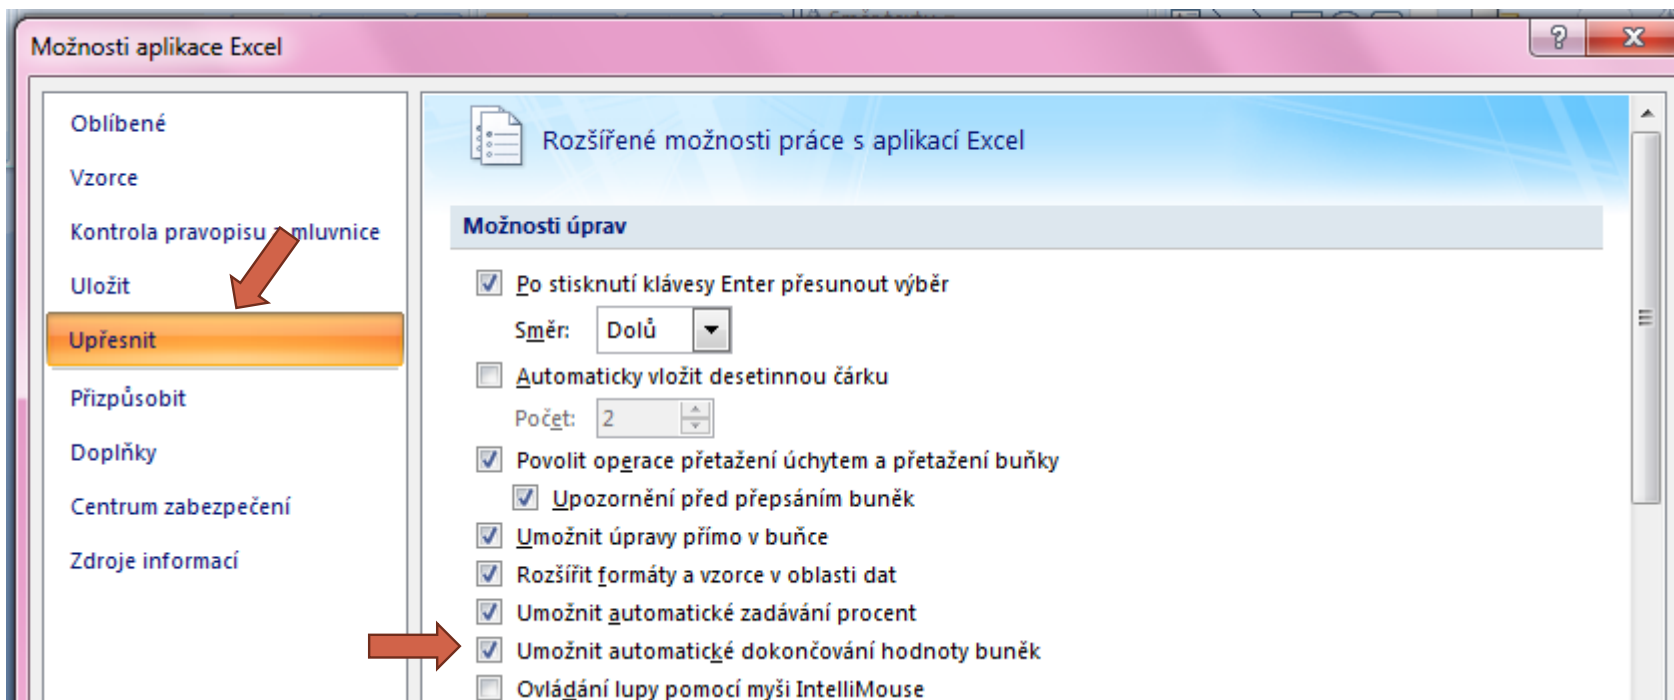 Možnosti aplikace Excel
Oblíbené
Vzorce
Kontrola pravopisu a mluvnice
Uložit
Upřesnit
Přizpůsobit
Doplňky
Centrum zabezpečení
Zdroje informací
Rozšířené možnosti práce s aplikací Excel
Možnosti úprav
Po stisknutí klávesy Enter přesunout výběr
Směr: Dolů
Automaticky vložit desetinnou čárku
Počet: 2
Povolit operace přetažení úchytem a přetažení buňky
Upozornění před přepsáním buněk
Umožnit úpravy přímo v buňce
Rozšířit formáty a vzorce v oblasti dat
Umožnit automatické zadávání procent
Umožnit automatické dokončování hodnoty buněk
Ovládání lupy pomocí myši IntelliMouse